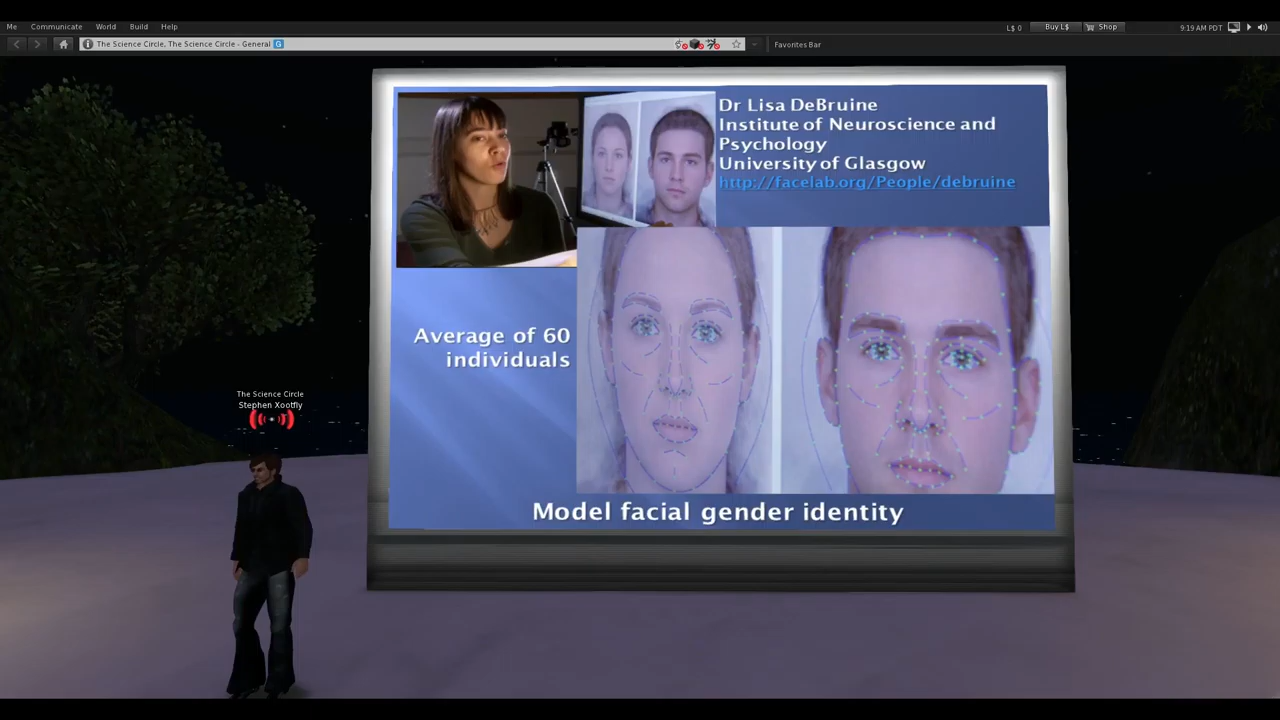 Me Communicate World Build Help
L$ 0 Buy L$ Shop 9:19 AM PDT
The Science Circle, The Science Circle - General G
Favorites Bar
Dr Lisa DeBruine
Institute of Neuroscience and
Psychology
University of Glasgow
http://facelab.org/People/debruine
Average of 60
individuals
The Science Circle
Stephen Xootfly
Model facial gender identity